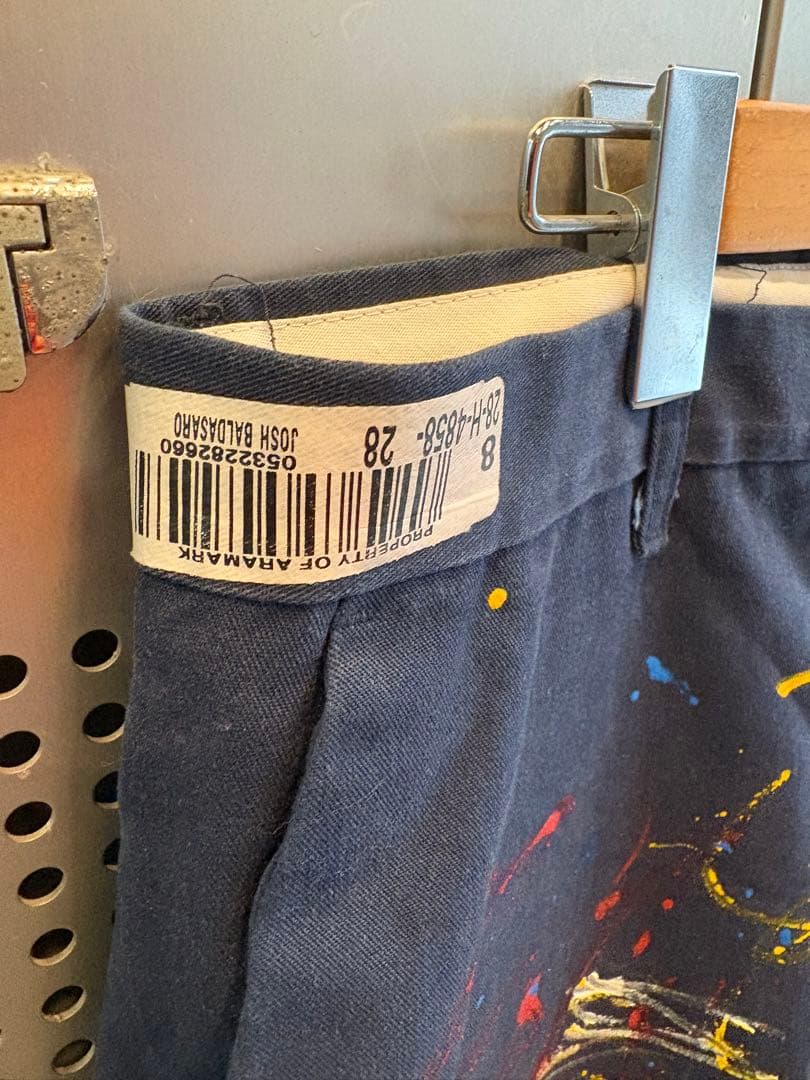 PROPERTY OF ARAMARK
8
0532282660
28-H-4858- 28
JOSH BALDASARO